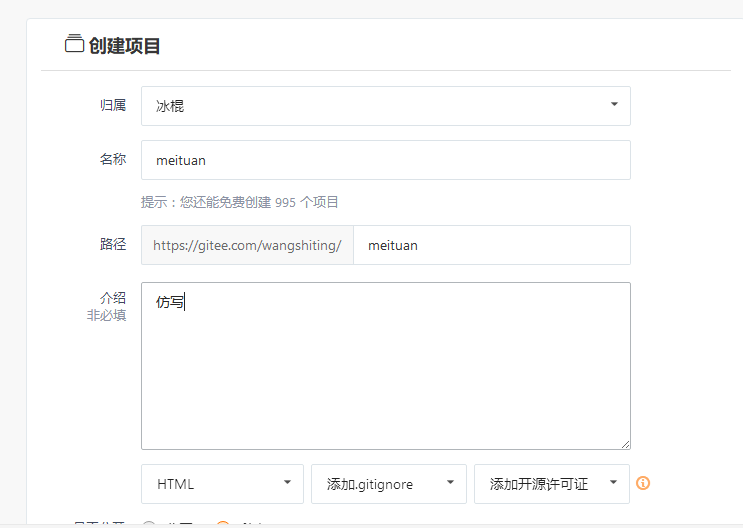 创建项目
归属 冰棍
名称 meituan
提示：您还能免费创建 995 个项目
路径 https://gitee.com/wangshiting/ meituan
介绍 仿写
非必填
HTML 添加.gitignore 添加开源许可证